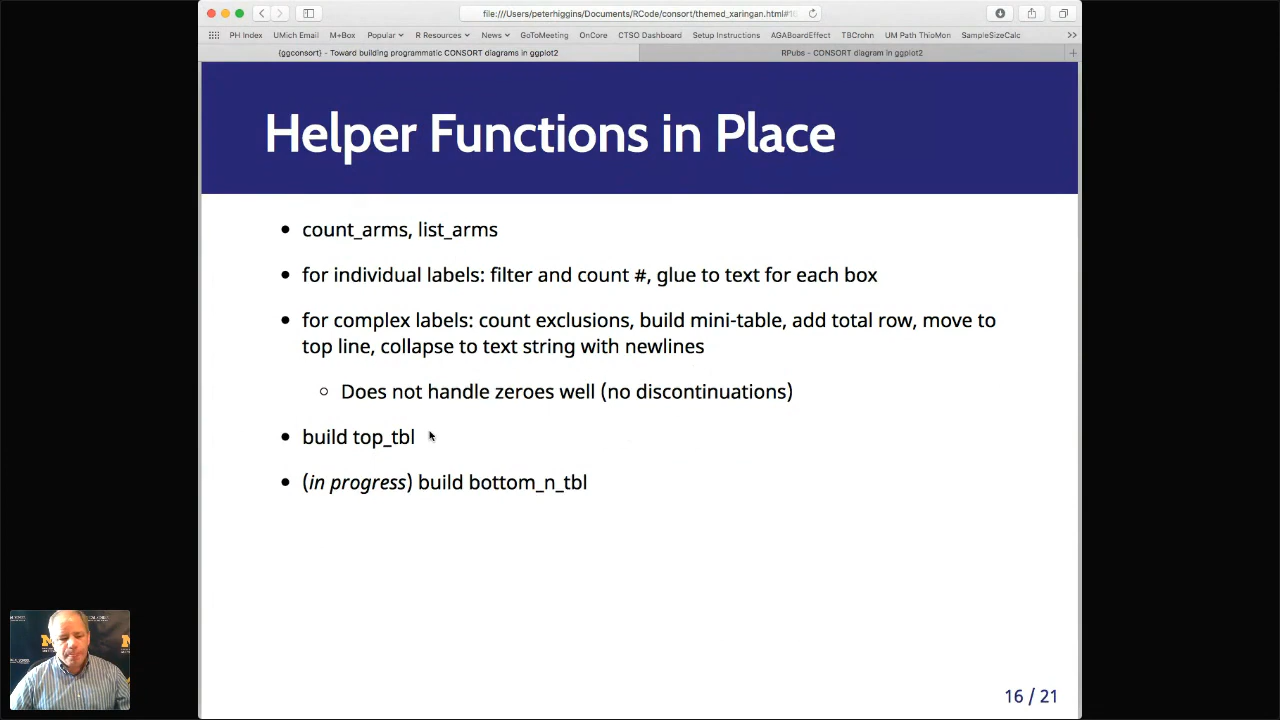 file:///Users/peterhiggins/Documents/RCode/consort/themed_xaringan.html#16
PH Index UMich Email M+Box Popular R Resources News GoToMeeting OnCore CTSO Dashboard Setup Instructions AGABoardEffect TBCrohn UM Path ThioMon SampleSizeCalc
{ggconsort} - Toward building programmatic CONSORT diagrams in ggplot2 RPubs - CONSORT diagram in ggplot2
Helper Functions in Place
• count_arms, list_arms
• for individual labels: filter and count #, glue to text for each box
• for complex labels: count exclusions, build mini-table, add total row, move to
top line, collapse to text string with newlines
○ Does not handle zeroes well (no discontinuations)
• build top_tbl
• (in progress) build bottom_n_tbl
M
16 / 21